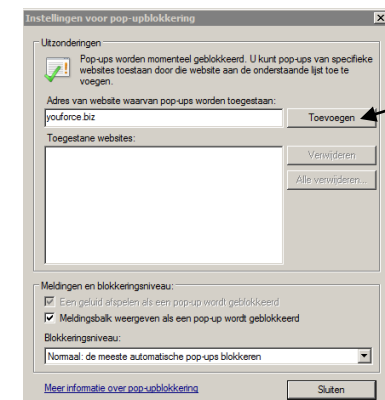 Instellingen voor pop-upblokkering
Uitzonderingen
Pop-ups worden momenteel geblokkeerd. U kunt pop-ups van specifieke
websites toestaan door die website aan de onderstaande lijst toe te
voegen.
Adres van website waarvan pop-ups worden toegestaan:
youforce.biz
Toevoegen
Toegestane websites:
Verwijderen
Alle verwijderen...
Meldingen en blokkeringsniveau:
Een geluid afspelen als een pop-up wordt geblokkeerd
Meldingsbalk weergeven als een pop-up wordt geblokkeerd
Blokkeringsniveau:
Normaal: de meeste automatische pop-ups blokkeren
Meer informatie over pop-upblokkering
Sluiten